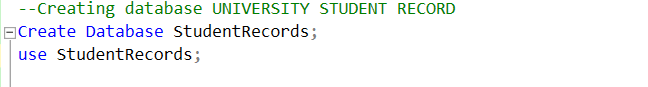 --Creating database UNIVERSITY STUDENT RECORD
Create Database StudentRecords;
use StudentRecords;